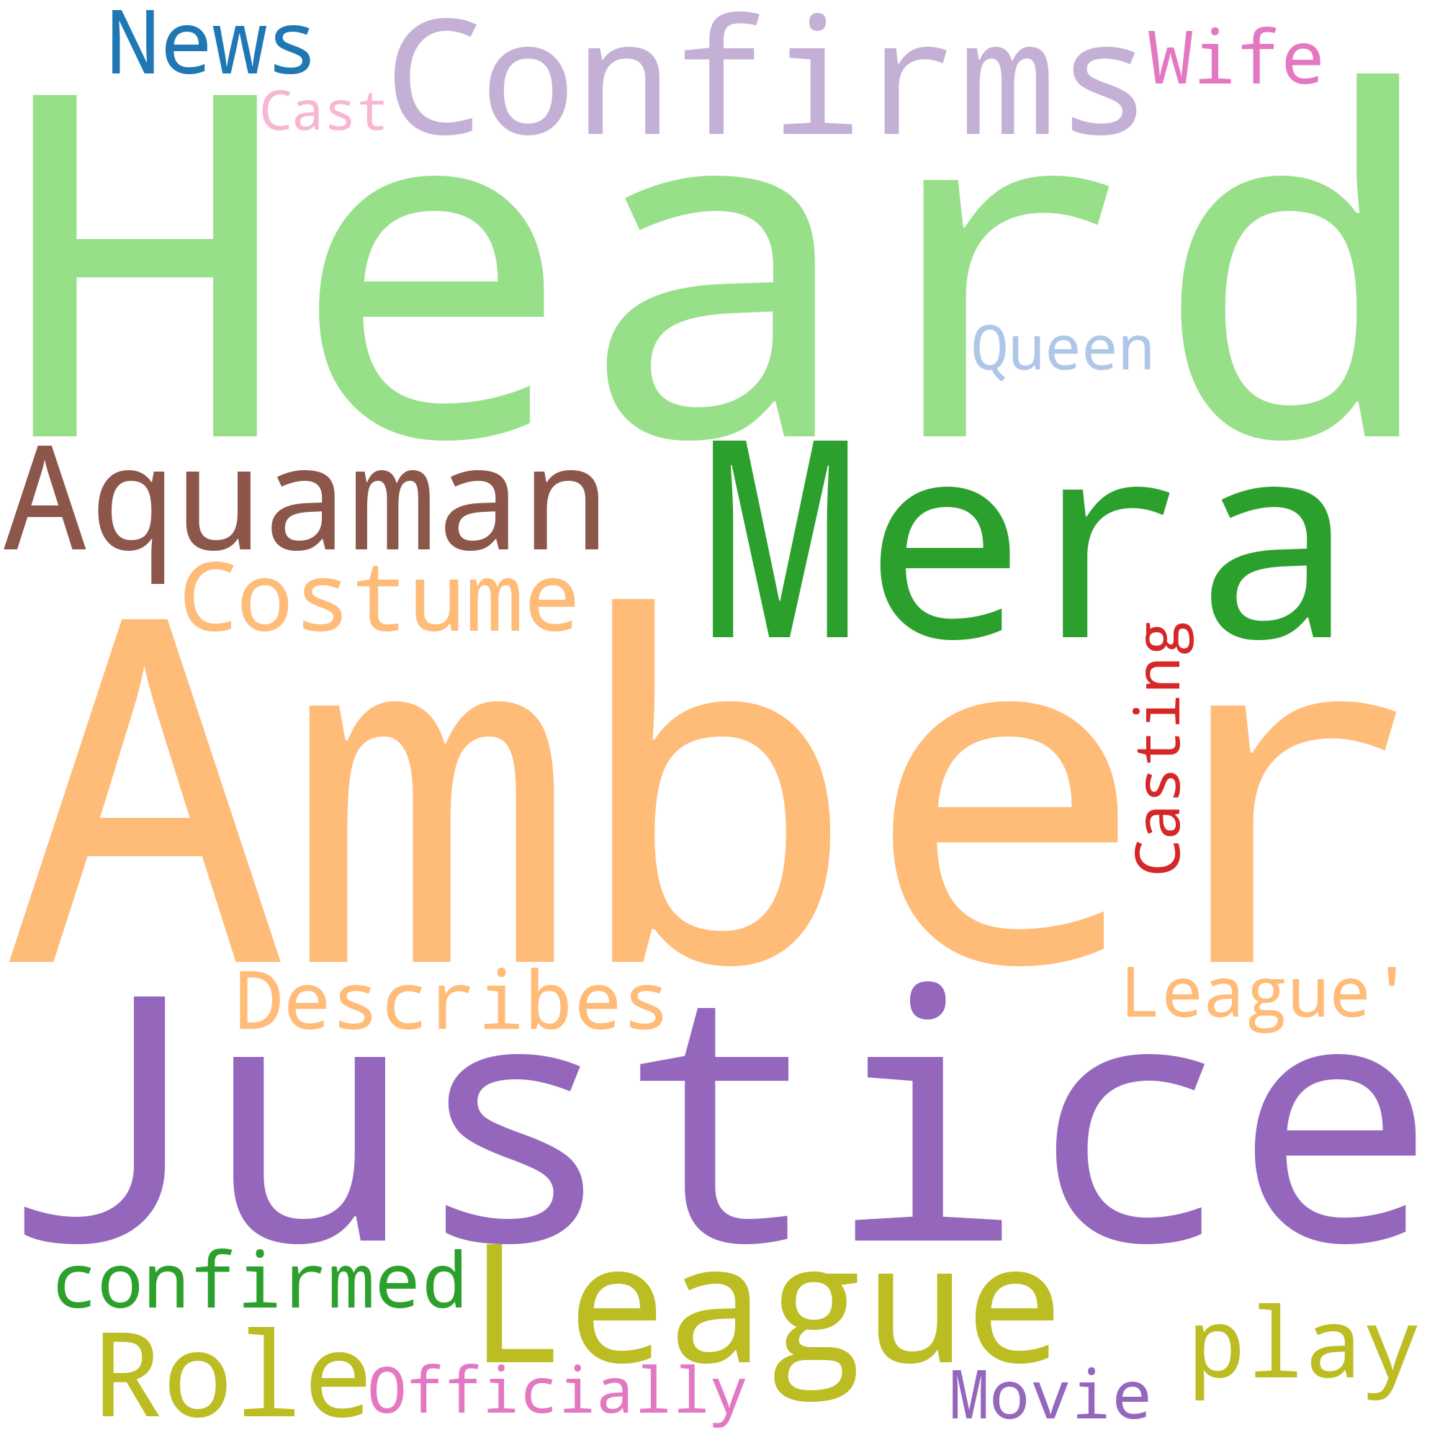 News Confirms Wife
Cast
Heard
Queen
Aquaman Mera
Costume
Casting
Amber
Describes League'
Justice
confirmed League play
Role Officially Movie